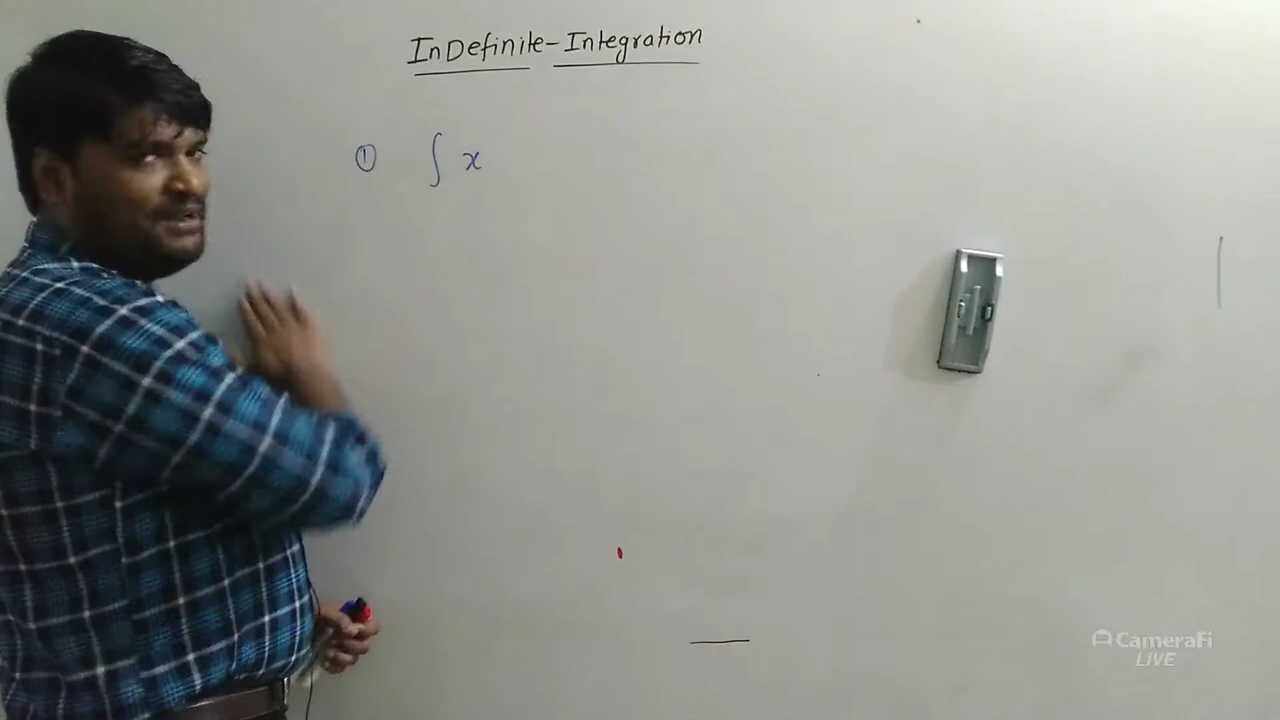 InDefinite-Integration
① ∫ x
CameraFi
LIVE